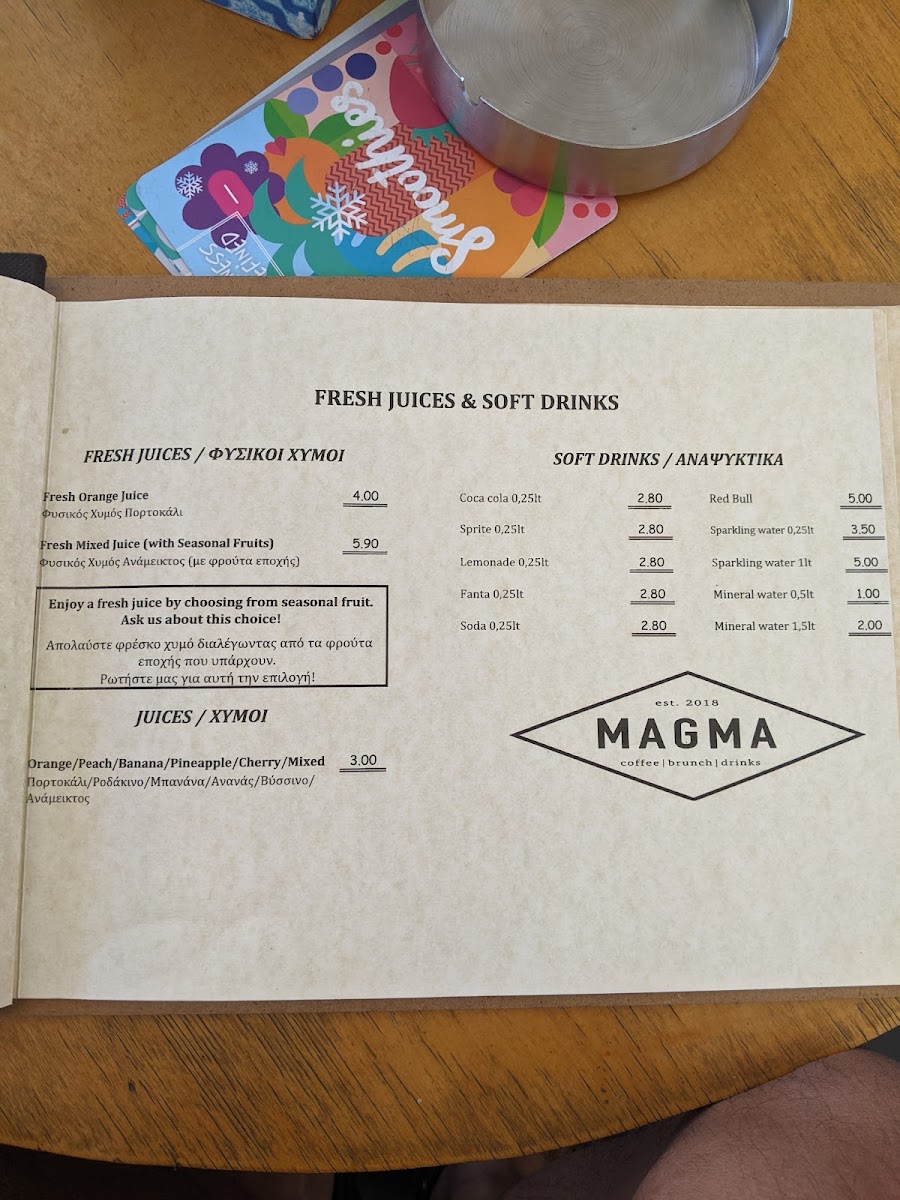 Smoothies
FRESH JUICES & SOFT DRINKS
FRESH JUICES / ΦΥΣΙΚΟΙ ΧΥΜΟΙ
Fresh Orange Juice 4.00
Φυσικός Χυμός Πορτοκάλι
Fresh Mixed Juice (with Seasonal Fruits) 5.90
Φυσικός Χυμός Ανάμεικτος (με φρούτα εποχής)
Enjoy a fresh juice by choosing from seasonal fruit.
Ask us about this choice!
Απολαύστε φρέσκο χυμό διαλέγωντας από τα φρούτα
εποχής που υπάρχουν.
Ρωτήστε μας για αυτή την επιλογή!
JUICES / ΧΥΜΟΙ
Orange/Peach/Banana/Pineapple/Cherry/Mixed 3.00
Πορτοκάλι/Ροδάκινο/Μπανάνα/Ανανάς/Βύσσινο/
Ανάμεικτος
SOFT DRINKS / ΑΝΑΨΥΚΤΙΚΑ
Coca cola 0,25lt 2.80 Red Bull 5.00
Sprite 0,25lt 2.80 Sparkling water 0,25lt 3.50
Lemonade 0,25lt 2.80 Sparkling water 1lt 5.00
Fanta 0,25lt 2.80 Mineral water 0,5lt 1.00
Soda 0,25lt 2.80 Mineral water 1,5lt 2.00
est. 2018
MAGMA
coffee|brunch|drinks